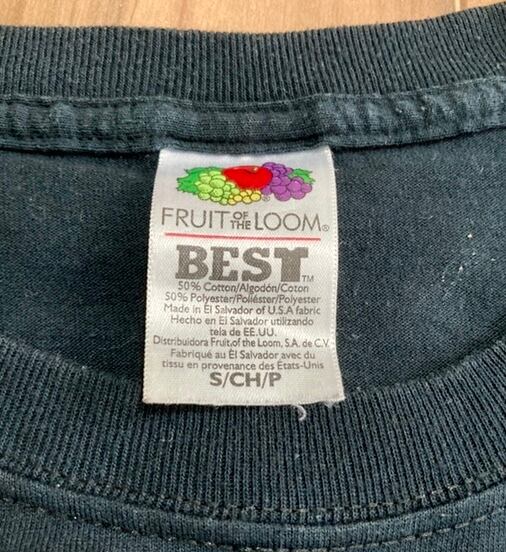 FRUIT OF THE LOOM®
BEST™
50% Cotton/Algodón/Coton
50% Polyester/Poliéster/Polyester
Made in El Salvador of U.S.A fabric
Hecho en El Salvador utilizando
tela de EE.UU.
Distribuidora Fruit of the Loom, S.A. de C.V.
Fabriqué au El Salvador avec du
tissu en provenance des Etats-Unis
S/CH/P